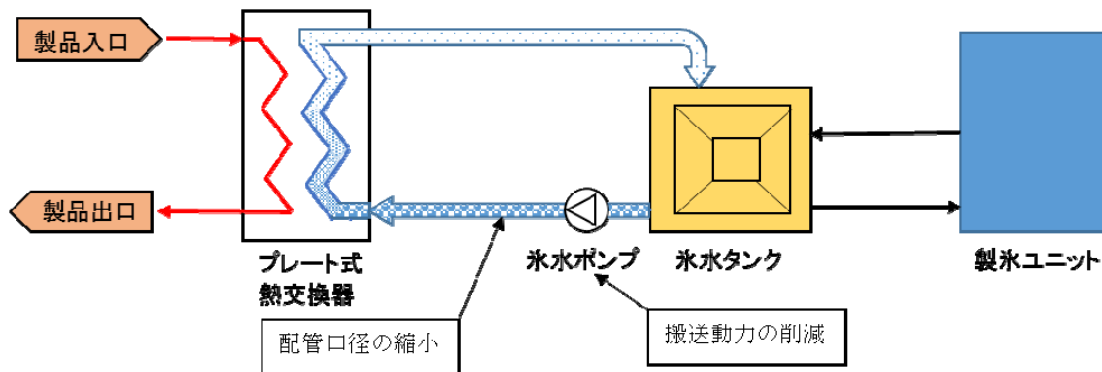 製品入口
製品出口
プレート式
熱交換器
氷水ポンプ
氷水タンク
製氷ユニット
配管口径の縮小
搬送動力の削減